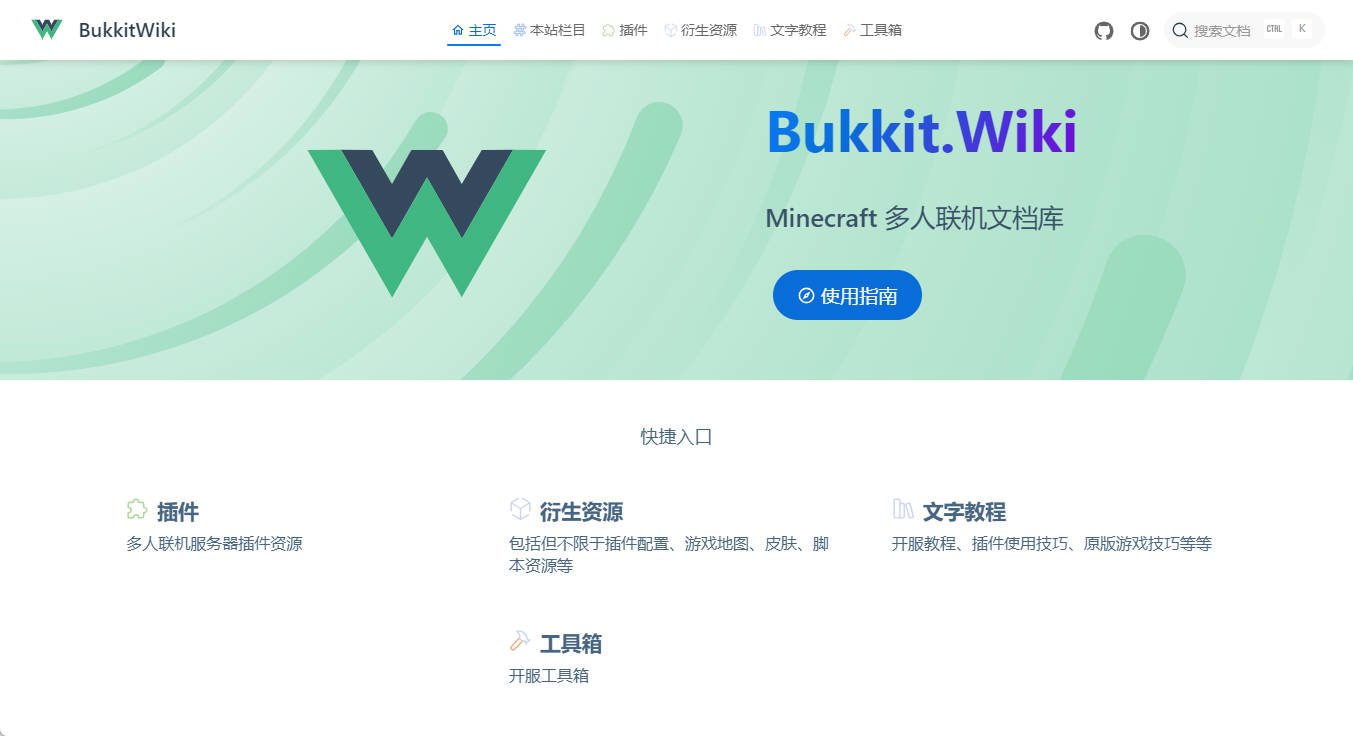 BukkitWiki
主页 本站栏目 插件 衍生资源 文字教程 工具箱
搜索文档 CTRL K
Bukkit.Wiki
Minecraft 多人联机文档库
使用指南
快捷入口
插件
多人联机服务器插件资源
衍生资源
包括但不限于插件配置、游戏地图、皮肤、脚
本资源等
文字教程
开服教程、插件使用技巧、原版游戏技巧等等
工具箱
开服工具箱